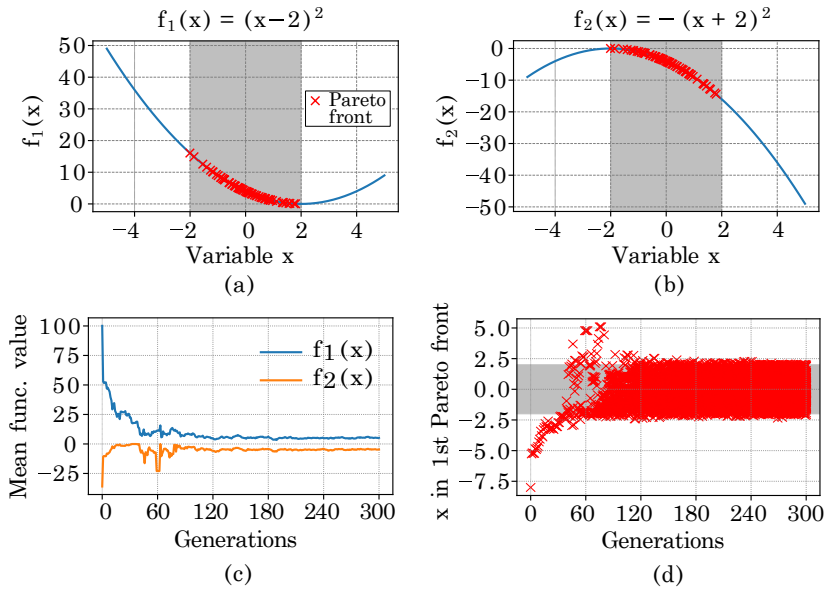 f₁(x) = (x−2)²
50
40
30
20
10
0
f₁(x)
× Pareto
front
−4
−2
0
2
4
Variable x
(a)
f₂(x) = − (x + 2)²
0
−10
−20
−30
−40
−50
f₂(x)
−4
−2
0
2
4
Variable x
(b)
100
75
50
25
0
−25
Mean func. value
f₁(x)
f₂(x)
0
60
120
180
240
300
Generations
(c)
5.0
2.5
0.0
−2.5
−5.0
−7.5
x in 1st Pareto front
0
60
120
180
240
300
Generations
(d)